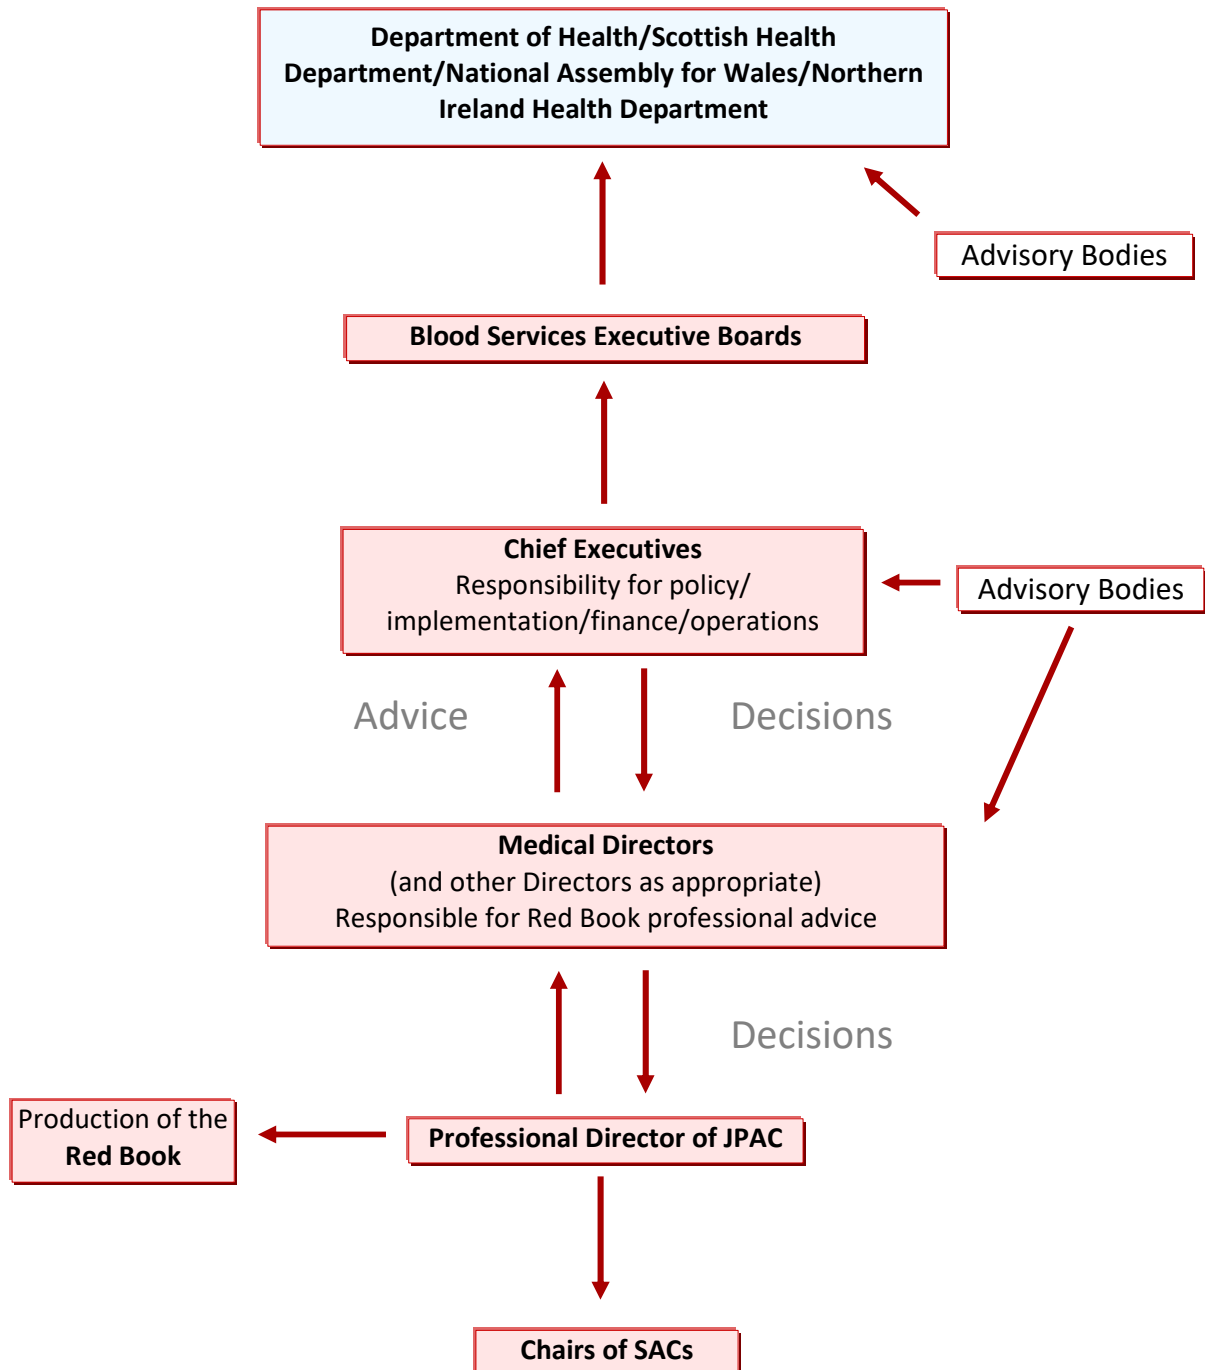 Department of Health/Scottish Health
Department/National Assembly for Wales/Northern
Ireland Health Department
Advisory Bodies
Blood Services Executive Boards
Chief Executives
Responsibility for policy/
implementation/finance/operations
Advisory Bodies
Advice
Decisions
Medical Directors
(and other Directors as appropriate)
Responsible for Red Book professional advice
Decisions
Production of the
Red Book
Professional Director of JPAC
Chairs of SACs